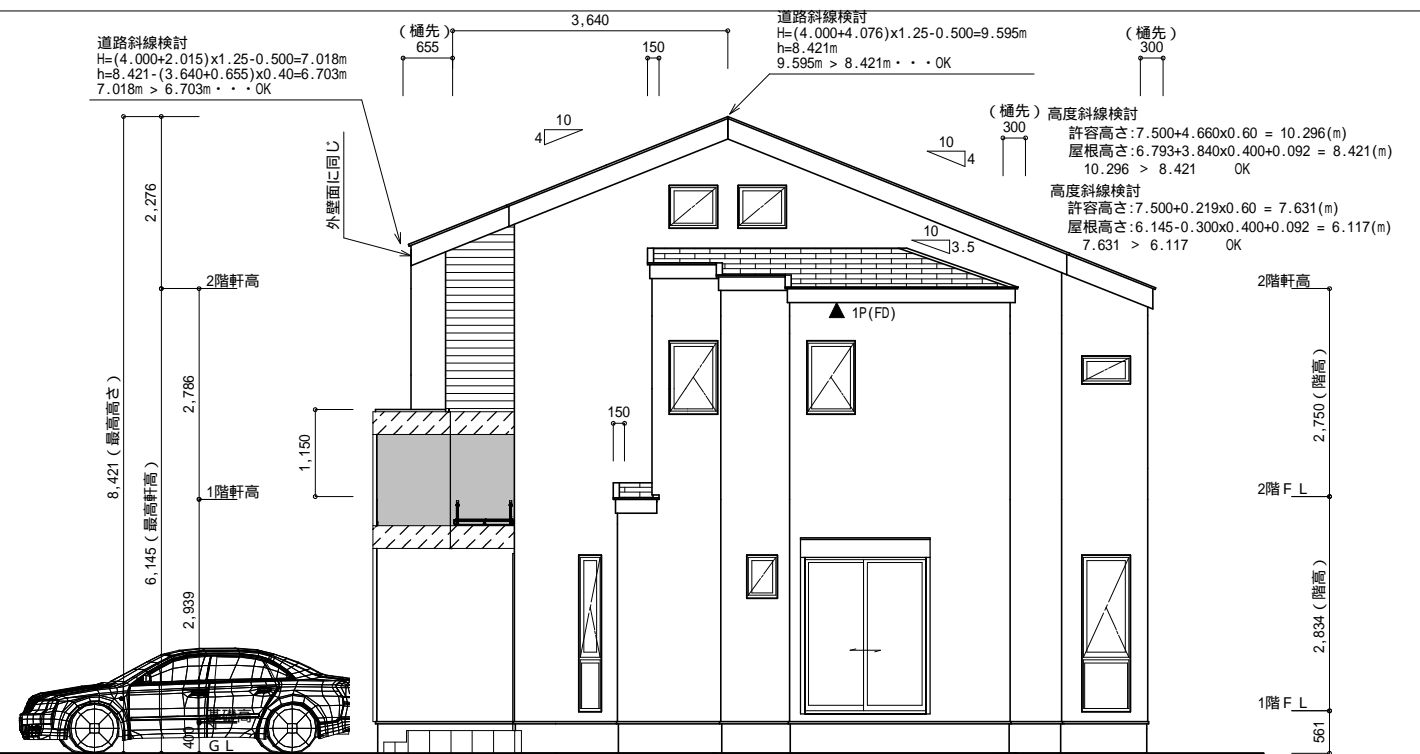 道路斜線検討
H=(4.000+2.015)x1.25-0.500=7.018m
h=8.421-(3.640+0.655)x0.40=6.703m
7.018m > 6.703m・・・OK
(樋先)
655
3,640
150
道路斜線検討
H=(4.000+4.076)x1.25-0.500=9.595m
h=8.421m
9.595m > 8.421m・・・OK
(樋先)
300
(樋先)
300
高度斜線検討
許容高さ:7.500+4.660x0.60 = 10.296(m)
屋根高さ:6.793+3.840x0.400+0.092 = 8.421(m)
10.296 > 8.421 OK
高度斜線検討
許容高さ:7.500+0.219x0.60 = 7.631(m)
屋根高さ:6.145-0.300x0.400+0.092 = 6.117(m)
7.631 > 6.117 OK
10
4
10
4
10
3.5
外壁面に同じ
2,276
2階軒高
2,786
8,421(最高高さ)
6,145(最高軒高)
1階軒高
2,939
1,150
150
1P(FD)
基礎高
400
GL
2階軒高
2,750(階高)
2階FL
2,834(階高)
1階FL
561